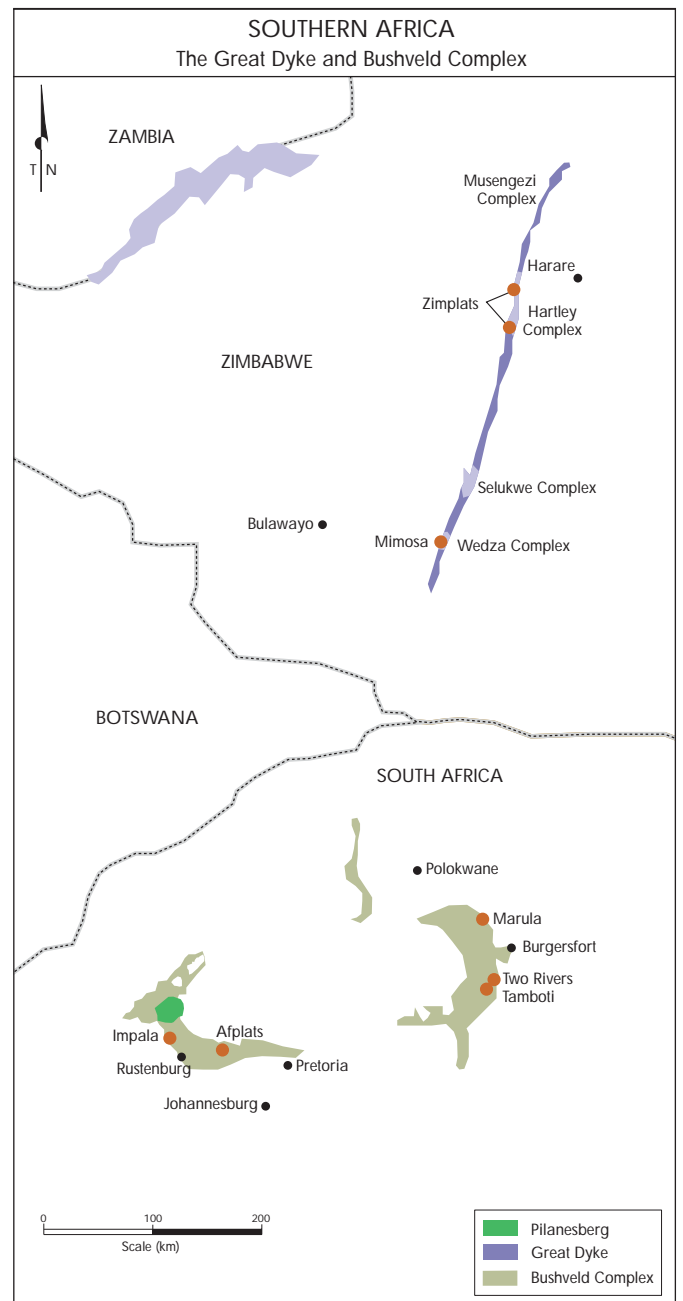 SOUTHERN AFRICA
The Great Dyke and Bushveld Complex
ZAMBIA
T N
Musengezi
Complex
Harare
Zimplats
Hartley
Complex
ZIMBABWE
Selukwe Complex
Bulawayo
Mimosa
Wedza Complex
BOTSWANA
SOUTH AFRICA
Polokwane
Marula
Burgersfort
Two Rivers
Tamboti
Impala
Afplats
Rustenburg
Pretoria
Johannesburg
0 100 200
Scale (km)
Pilanesberg
Great Dyke
Bushveld Complex